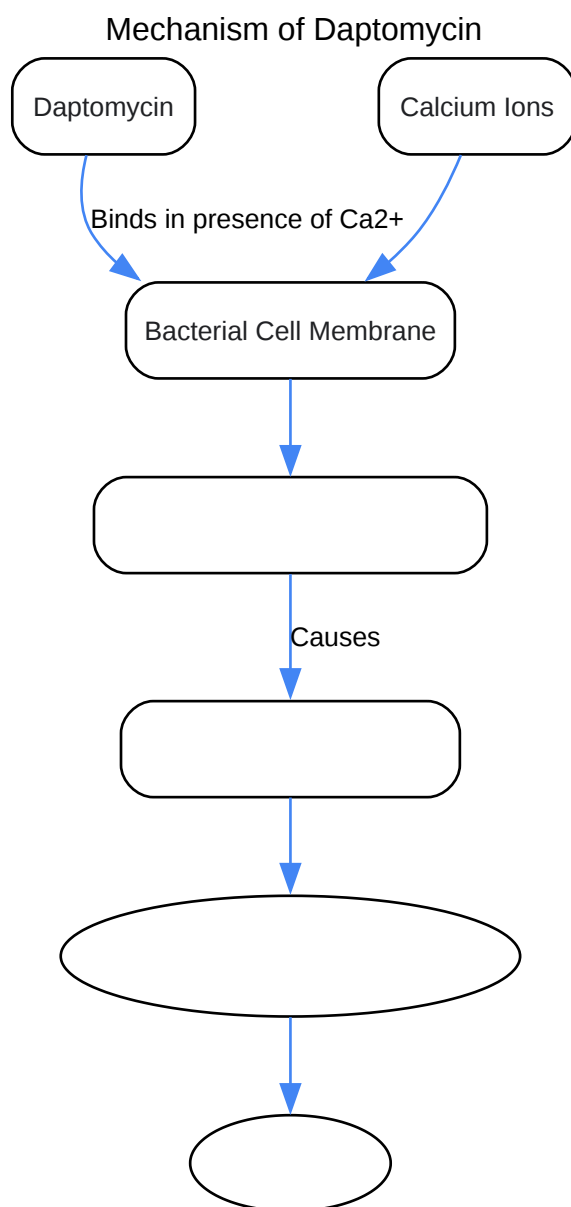 Mechanism of Daptomycin
Daptomycin
Calcium Ions
Binds in presence of Ca2+
Bacterial Cell Membrane
Causes